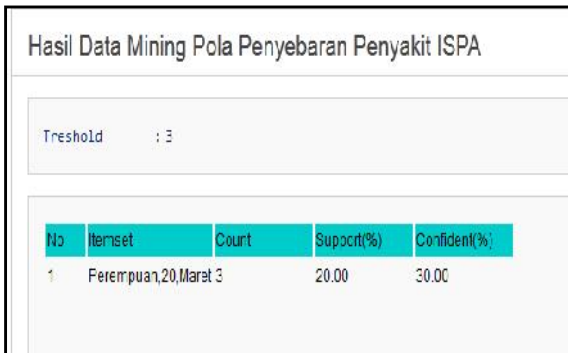 Hasil Data Mining Pola Penyebaran Penyakit ISPA
Treshold : 3
No Itemset Count Support(%) Confident(%)
1 Perempuan,20,Maret 3 20.00 30.00